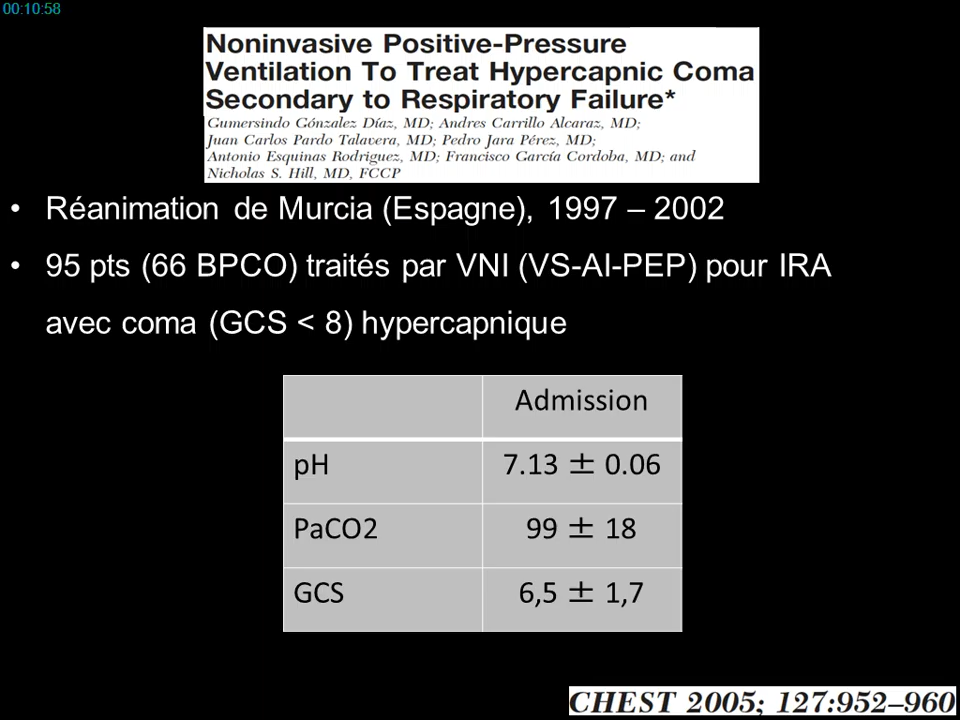 00:10:58
Noninvasive Positive-Pressure
Ventilation To Treat Hypercapnic Coma
Secondary to Respiratory Failure*
Gumersindo Gónzalez Díaz, MD; Andres Carrillo Alcaraz, MD;
Juan Carlos Pardo Talavera, MD; Pedro Jara Pérez, MD;
Antonio Esquinas Rodriguez, MD; Francisco García Cordoba, MD; and
Nicholas S. Hill, MD, FCCP
• Réanimation de Murcia (Espagne), 1997 – 2002
• 95 pts (66 BPCO) traités par VNI (VS-AI-PEP) pour IRA
avec coma (GCS < 8) hypercapnique
Admission
pH 7.13 ± 0.06
PaCO2 99 ± 18
GCS 6,5 ± 1,7
CHEST 2005; 127:952–960